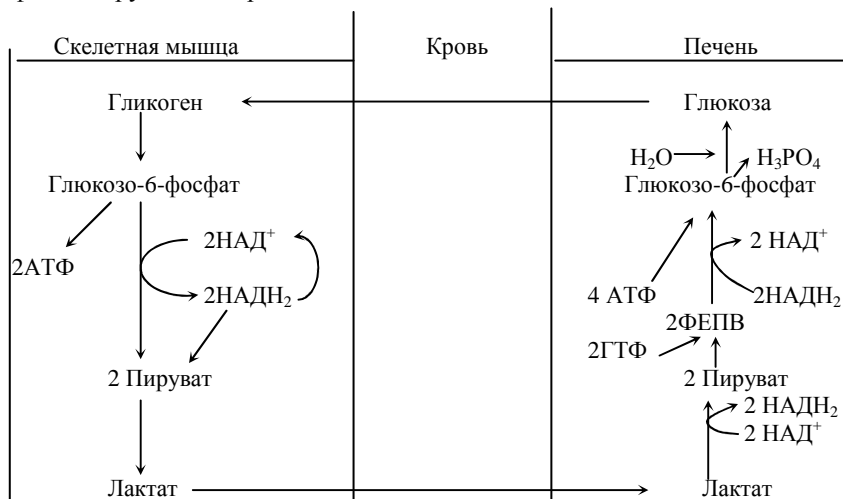 Скелетная мышца Кровь Печень
Гликоген Глюкоза
H₂O H₃PO₄
Глюкозо-6-фосфат Глюкозо-6-фосфат
2НАД⁺ 2 НАД⁺
2АТФ
2НАДН₂ 4 АТФ 2НАДН₂
2ФЕПВ
2ГТФ
2 Пируват 2 Пируват
2 НАДН₂
2 НАД⁺
Лактат Лактат